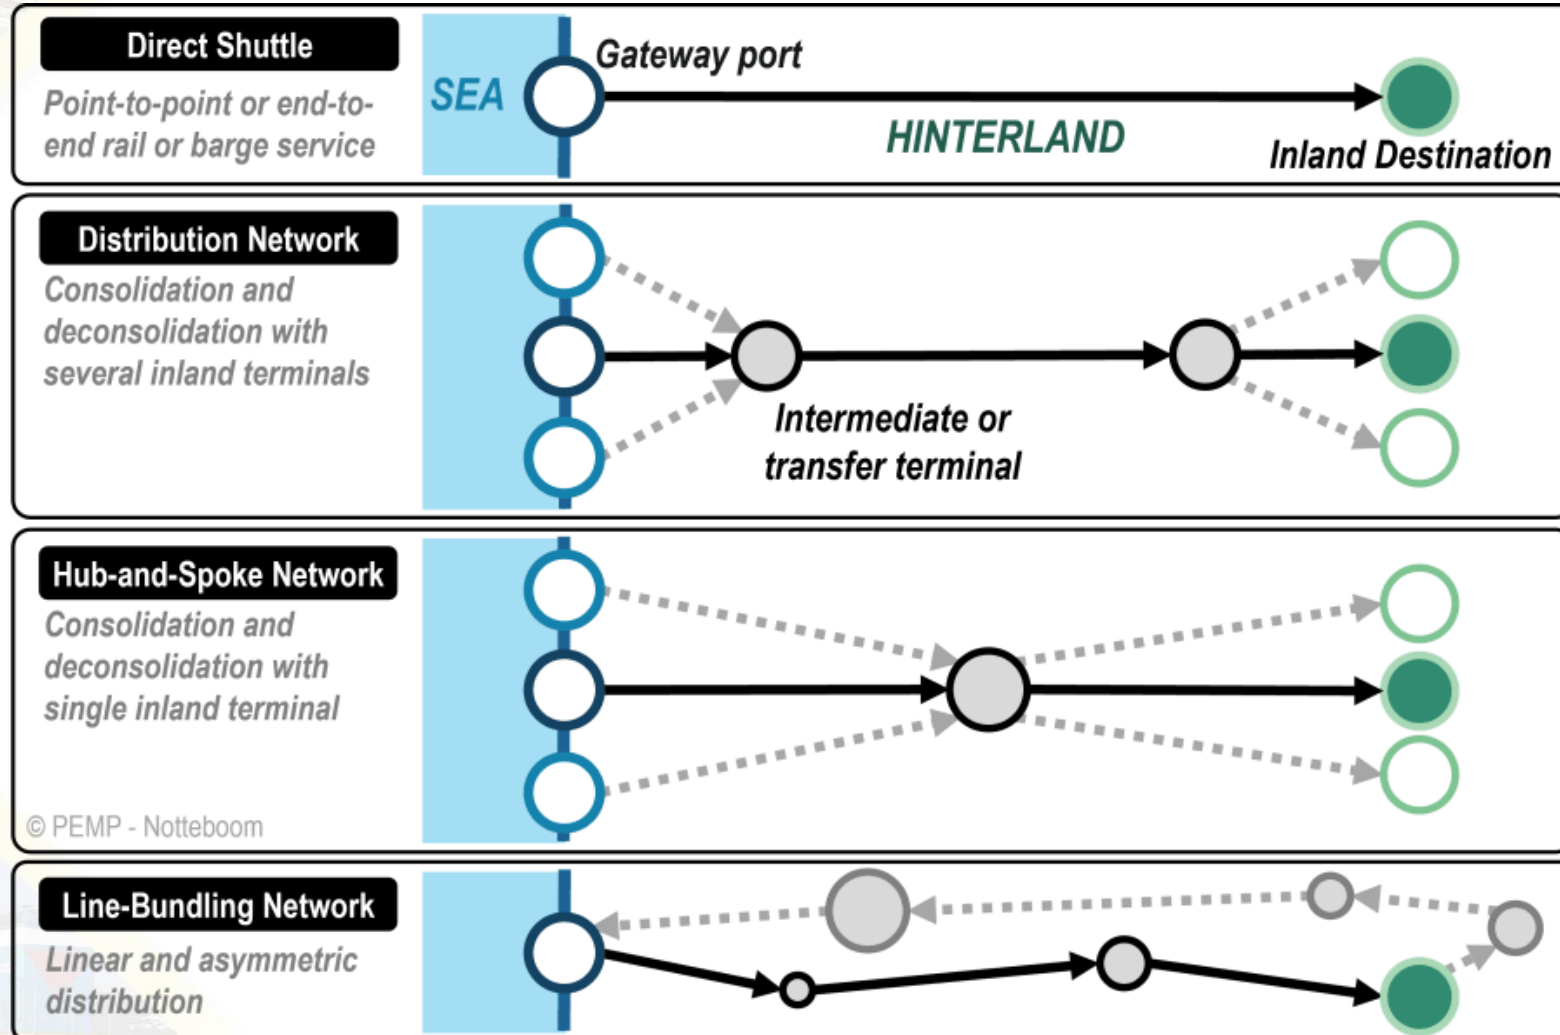 Direct Shuttle
Point-to-point or end-to-
end rail or barge service
SEA
Gateway port
HINTERLAND
Inland Destination
Distribution Network
Consolidation and
deconsolidation with
several inland terminals
Intermediate or
transfer terminal
Hub-and-Spoke Network
Consolidation and
deconsolidation with
single inland terminal
© PEMP - Notteboom
Line-Bundling Network
Linear and asymmetric
distribution